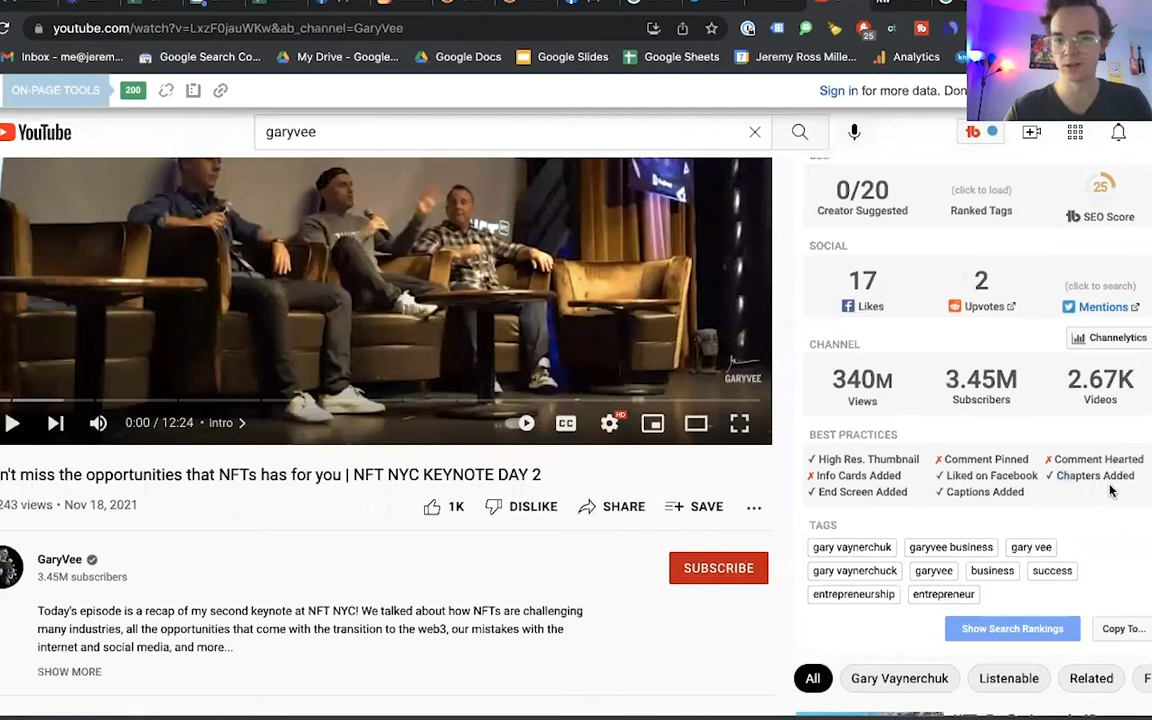 youtube.com/watch?v=LxzF0jauWKw&ab_channel=GaryVee
25
Inbox - me@jerem...
Google Search Co...
My Drive - Google...
Google Docs
Google Slides
Google Sheets
7
Jeremy Ross Mille...
Analytics
ON-PAGE TOOLS
200
Sign in for more data. Don
YouTube
garyvee
tb
0/20
Creator Suggested
(click to load)
Ranked Tags
25
tb SEO Score
SOCIAL
17
Likes
2
Upvotes
(click to search)
Mentions
CHANNEL
Channelytics
340M
Views
3.45M
Subscribers
2.67K
Videos
BEST PRACTICES
✓ High Res. Thumbnail
✗ Comment Pinned
✗ Comment Hearted
✗ Info Cards Added
✓ Liked on Facebook
✓ Chapters Added
✓ End Screen Added
✓ Captions Added
TAGS
gary vaynerchuk
garyvee business
gary vee
gary vaynerchuck
garyvee
business
success
entrepreneurship
entrepreneur
Show Search Rankings
Copy To...
All
Gary Vaynerchuk
Listenable
Related
GARYVEE
0:00 / 12:24 • Intro
CC
HD
n't miss the opportunities that NFTs has for you | NFT NYC KEYNOTE DAY 2
243 views • Nov 18, 2021
1K
DISLIKE
SHARE
SAVE
GaryVee
3.45M subscribers
SUBSCRIBE
Today's episode is a recap of my second keynote at NFT NYC! We talked about how NFTs are challenging
many industries, all the opportunities that come with the transition to the web3, our mistakes with the
internet and social media, and more...
SHOW MORE